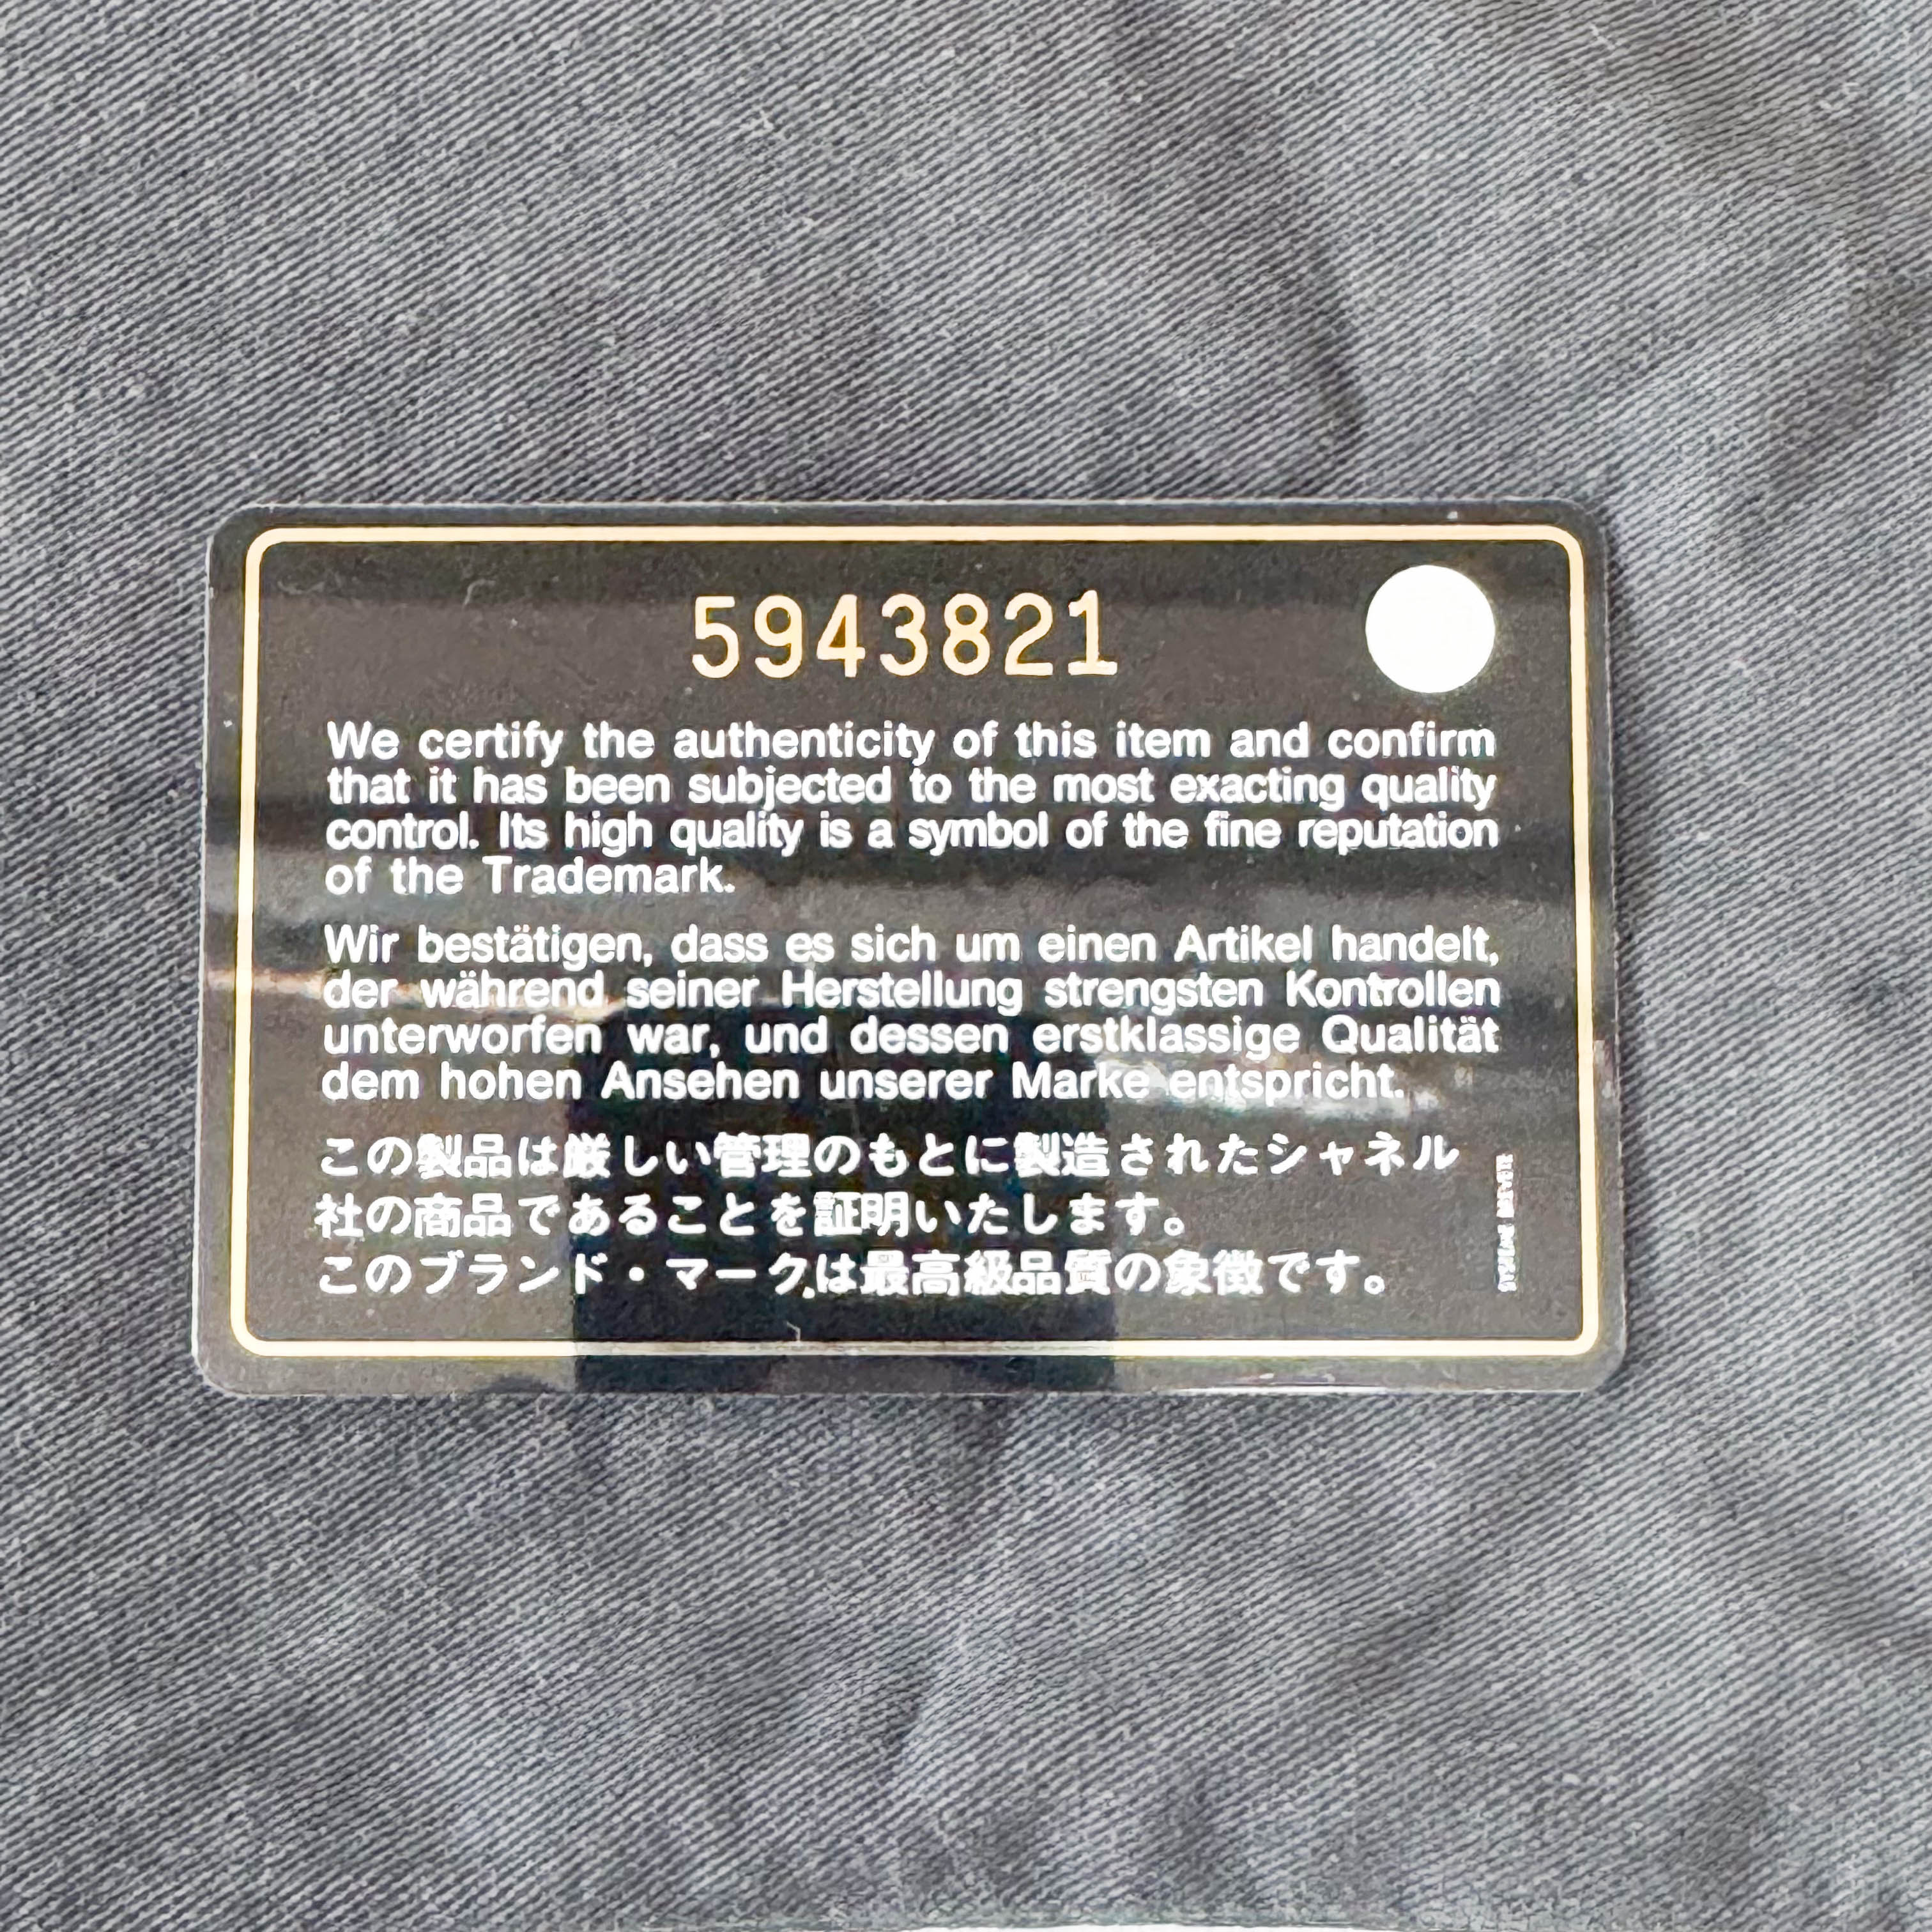 5943821
We certify the authenticity of this item and confirm
that it has been subjected to the most exacting quality
control. Its high quality is a symbol of the fine reputation
of the Trademark.
Wir bestätigen, dass es sich um einen Artikel handelt,
der während seiner Herstellung strengsten Kontrollen
unterworfen war, und dessen erstklassige Qualität
dem hohen Ansehen unserer Marke entspricht.
この製品は厳しい管理のもとに製造されたシャネル
社の商品であることを証明いたします。
このブランド・マークは最高級品質の象徴です。